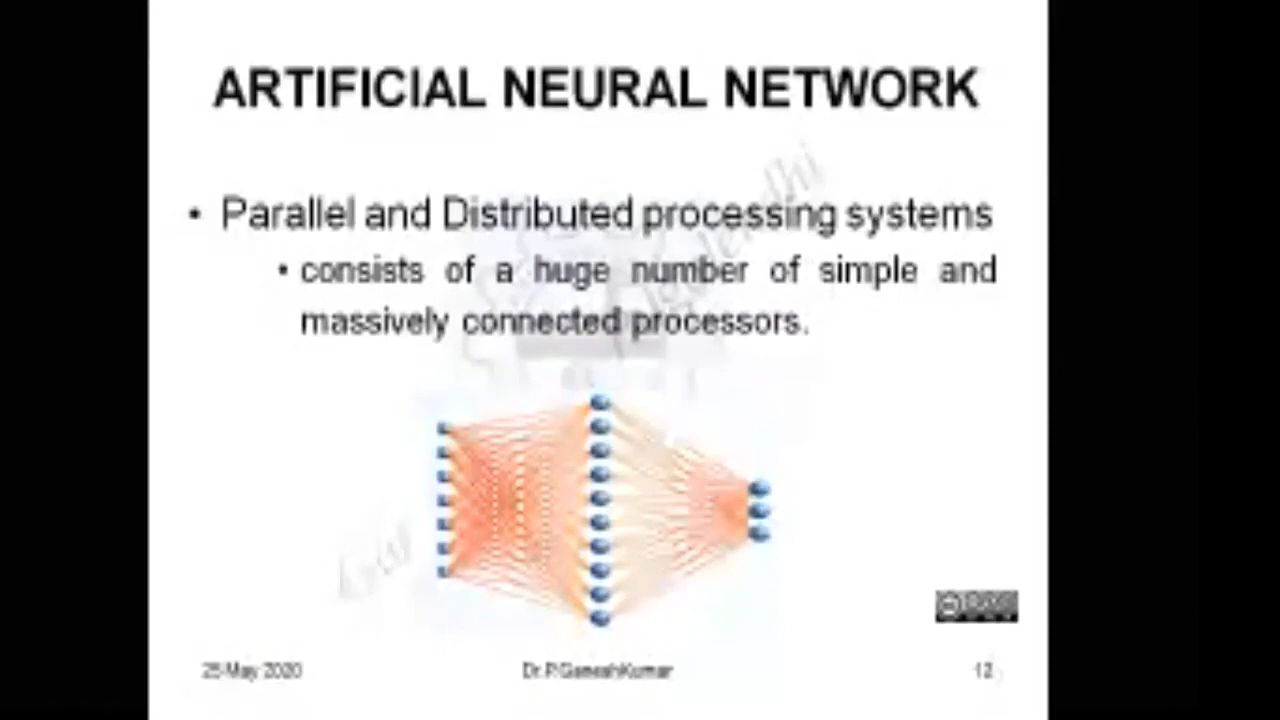 ARTIFICIAL NEURAL NETWORK
• Parallel and Distributed processing systems
• consists of a huge number of simple and
massively connected processors.
25 May 2020 Dr.P.GaneshKumar 12